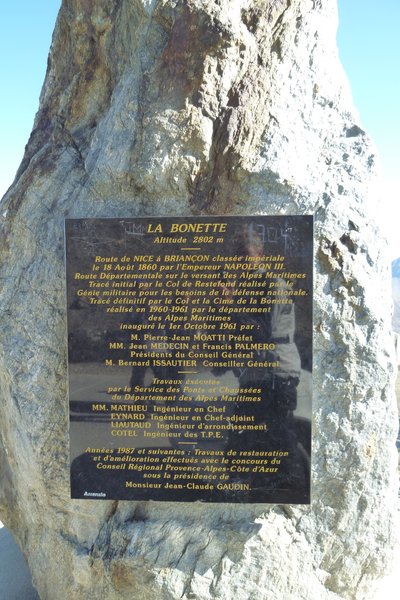 LA BONETTE
Altitude 2802 m
Route de NICE à BRIANÇON classée impériale
le 18 Août 1860 par l'Empereur NAPOLEON III.
Route Départementale sur le versant des Alpes Maritimes
Tracé initial par le Col de Restefond réalisé par le
Génie militaire pour les besoins de la défense nationale.
Tracé définitif par le Col et la Cime de la Bonette
réalisé en 1960-1961 par le département
des Alpes Maritimes
inauguré le 1er Octobre 1961 par :
M. Pierre-Jean MOATTI Préfet
MM. Jean MEDECIN et Francis PALMERO
Présidents du Conseil Général
M. Bernard ISSAUTIER Conseiller Général
Travaux éxécutés
par le Service des Ponts et Chaussées
du Département des Alpes Maritimes
MM. MATHIEU Ingénieur en Chef
EYNARD Ingénieur en Chef-adjoint
LIAUTAUD Ingénieur d'arrondissement
COTEL Ingénieur des T.P.E.
Années 1987 et suivantes : Travaux de restauration
et d'amélioration effectués avec le concours du
Conseil Régional Provence-Alpes-Côte d'Azur
sous la présidence de
Monsieur Jean-Claude GAUDIN.